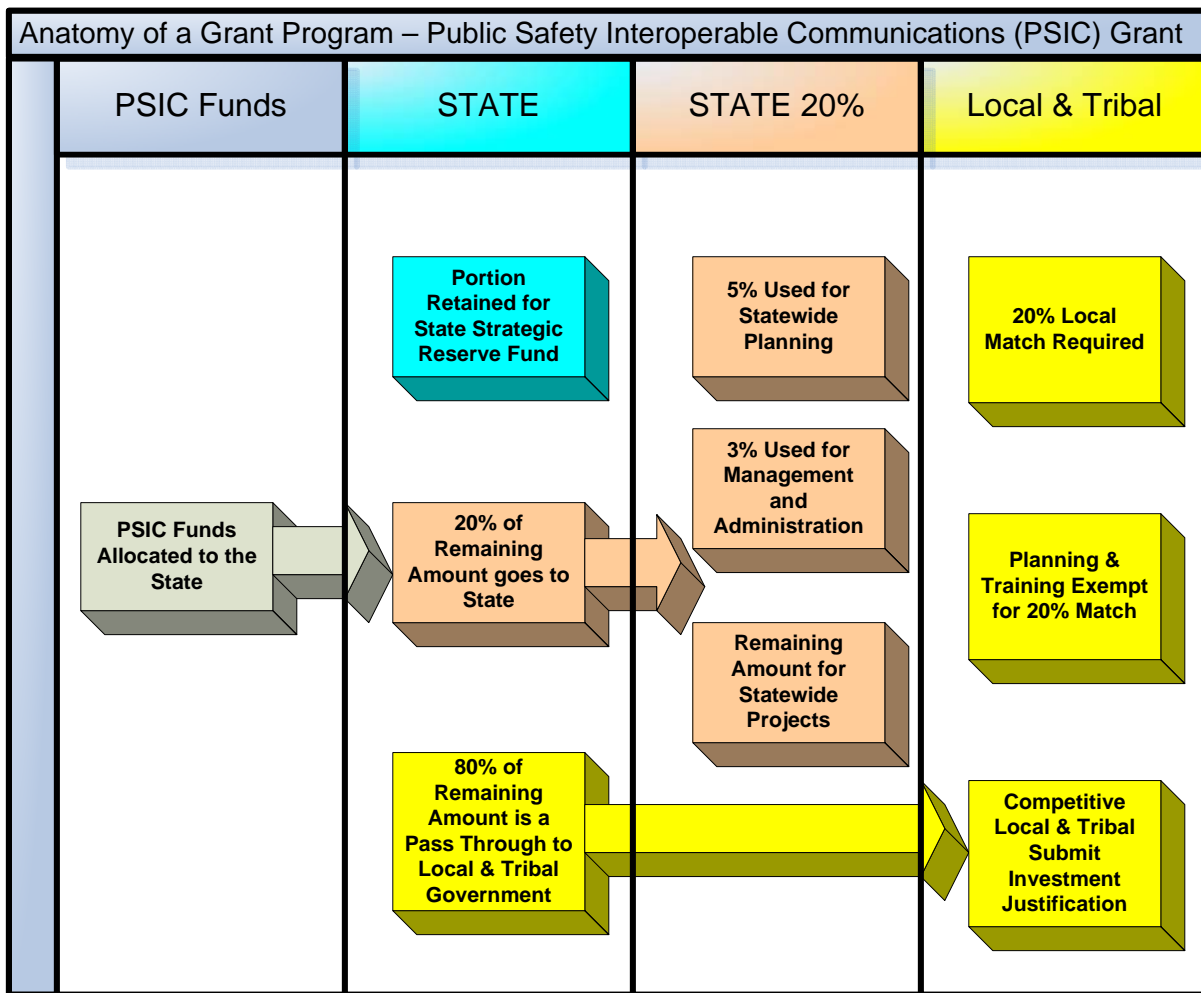 Anatomy of a Grant Program – Public Safety Interoperable Communications (PSIC) Grant
PSIC Funds
STATE
STATE 20%
Local & Tribal
PSIC Funds
Allocated to the
State
Portion
Retained for
State Strategic
Reserve Fund
20% of
Remaining
Amount goes to
State
80% of
Remaining
Amount is a
Pass Through to
Local & Tribal
Government
5% Used for
Statewide
Planning
3% Used for
Management
and
Administration
Remaining
Amount for
Statewide
Projects
20% Local
Match Required
Planning &
Training Exempt
for 20% Match
Competitive
Local & Tribal
Submit
Investment
Justification